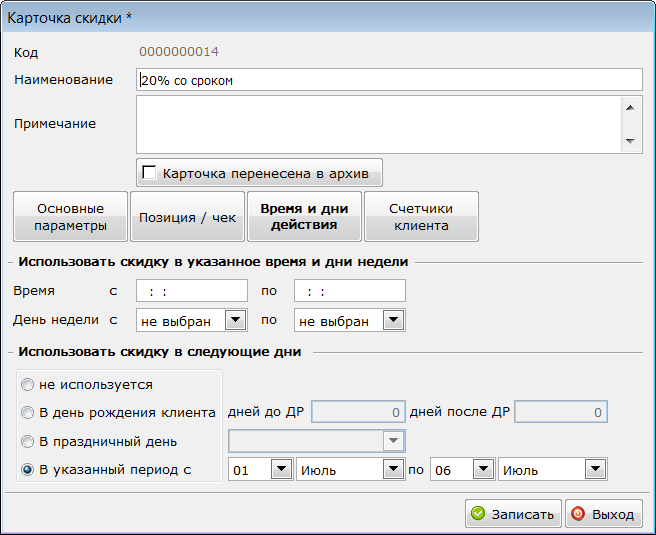 Карточка скидки *
Код 0000000014
Наименование 20% со сроком
Примечание
Карточка перенесена в архив
Основные параметры Позиция / чек Время и дни действия Счетчики клиента
Использовать скидку в указанное время и дни недели
Время с : : по : :
День недели с не выбран по не выбран
Использовать скидку в следующие дни
не используется
В день рождения клиента дней до ДР 0 дней после ДР 0
В праздничный день
В указанный период с 01 Июль по 06 Июль
Записать Выход